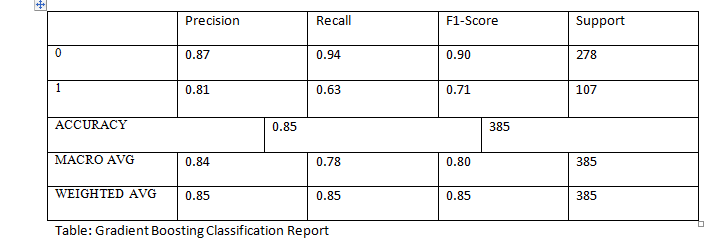 Precision Recall F1-Score Support
0 0.87 0.94 0.90 278
1 0.81 0.63 0.71 107
ACCURACY 0.85 385
MACRO AVG 0.84 0.78 0.80 385
WEIGHTED AVG 0.85 0.85 0.85 385
Table: Gradient Boosting Classification Report